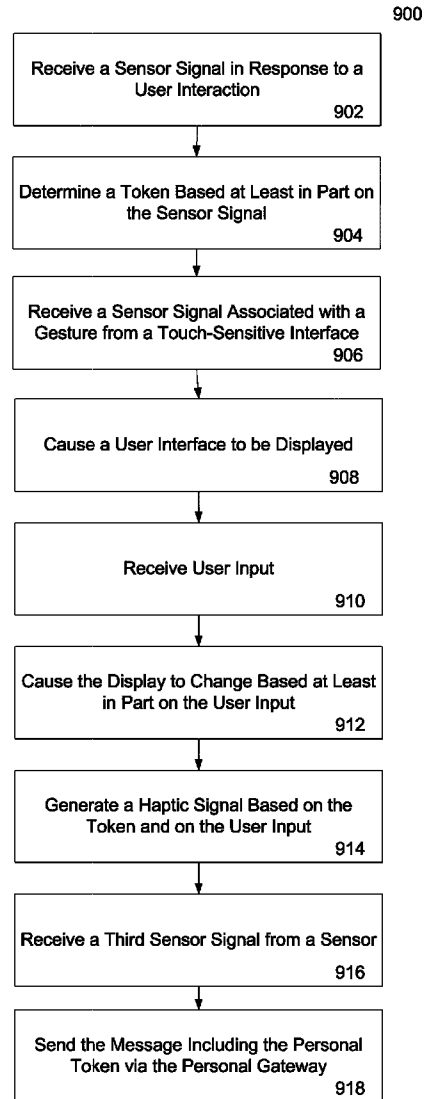 900
Receive a Sensor Signal in Response to a
User Interaction
902
Determine a Token Based at Least in Part on
the Sensor Signal
904
Receive a Sensor Signal Associated with a
Gesture from a Touch-Sensitive Interface
906
Cause a User Interface to be Displayed
908
Receive User Input
910
Cause the Display to Change Based at Least
in Part on the User Input
912
Generate a Haptic Signal Based on the
Token and on the User Input
914
Receive a Third Sensor Signal from a Sensor
916
Send the Message Including the Personal
Token via the Personal Gateway
918